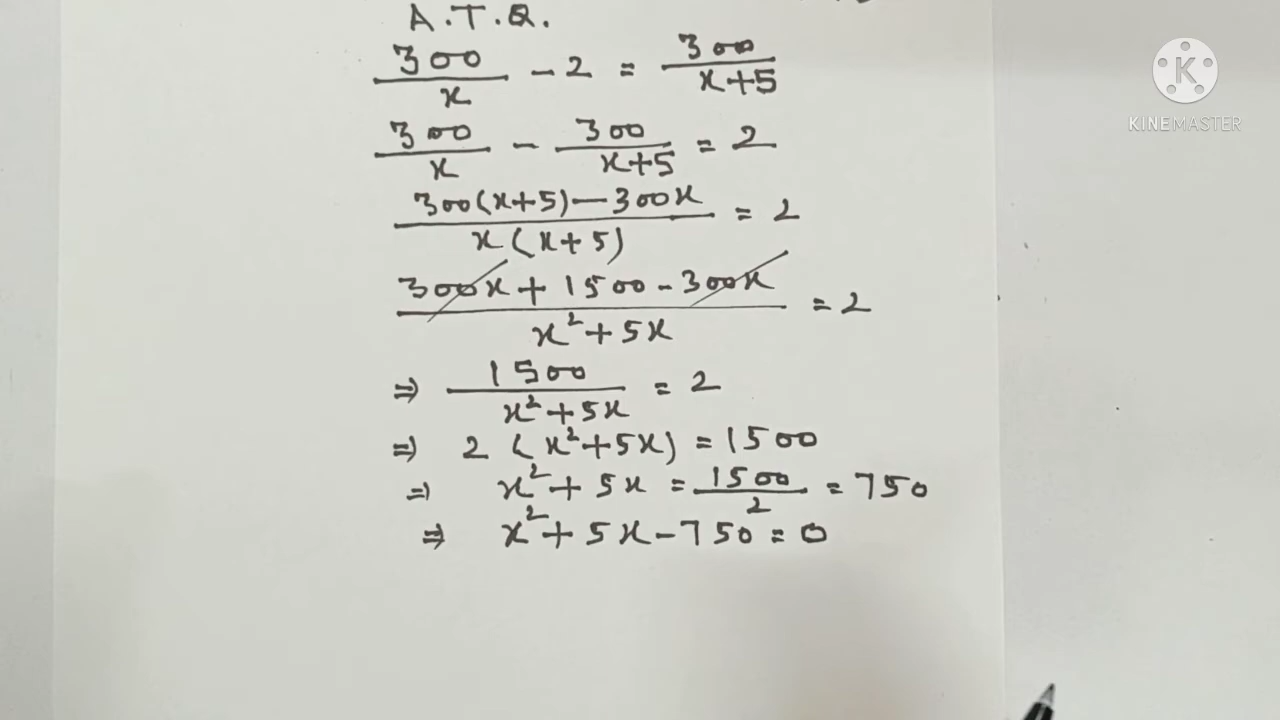 A.T.Q.
300/x - 2 = 300/x+5
300/x - 300/x+5 = 2
300(x+5)-300x / x(x+5) = 2
300x + 1500 - 300x / x²+5x = 2
⇒ 1500 / x²+5x = 2
⇒ 2 (x²+5x) = 1500
⇒ x²+5x = 1500/2 = 750
⇒ x²+5x-750=0
K
KINEMASTER